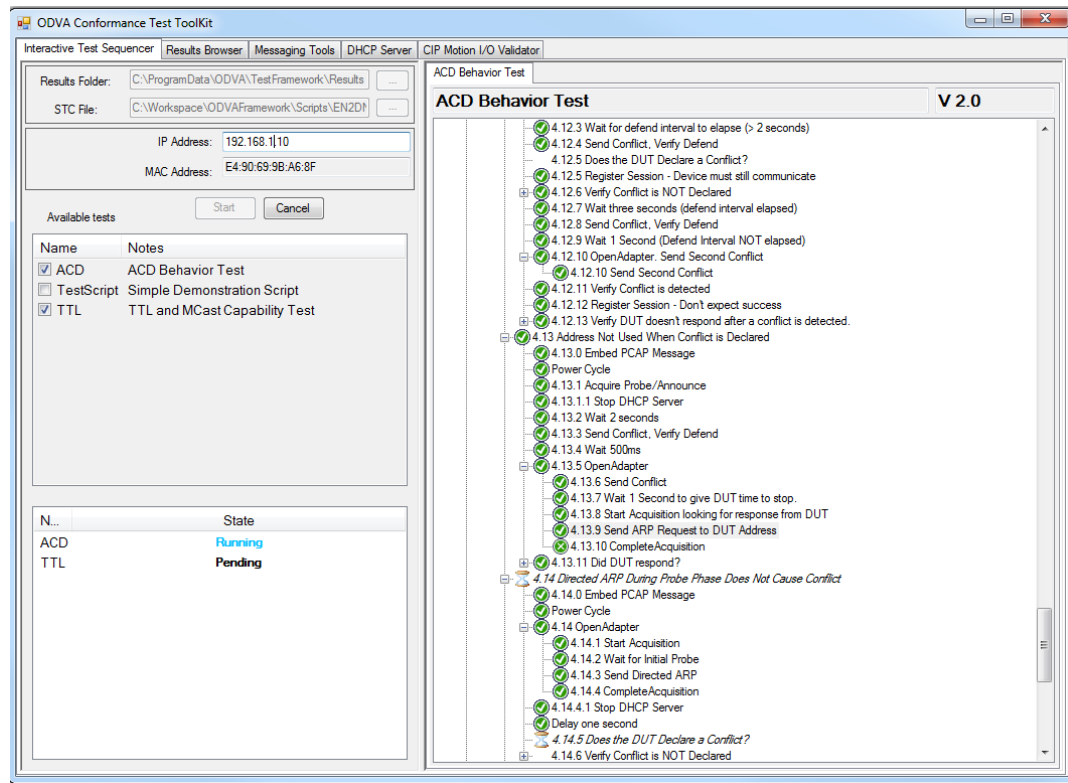 ODVA Conformance Test ToolKit
Interactive Test Sequencer
Results Browser
Messaging Tools
DHCP Server
CIP Motion I/O Validator
Results Folder: C:\ProgramData\ODVA\TestFramework\Results ...
STC File: C:\Workspace\ODVAFramework\Scripts\EN2DN ...
IP Address: 192.168.1.10
MAC Address: E4:90:69:9B:A6:8F
Available tests
Start
Cancel
Name Notes
ACD ACD Behavior Test
TestScript Simple Demonstration Script
TTL TTL and MCast Capability Test
N... State
ACD Running
TTL Pending
ACD Behavior Test
ACD Behavior Test V 2.0
4.12.3 Wait for defend interval to elapse (> 2 seconds)
4.12.4 Send Conflict, Verify Defend
4.12.5 Does the DUT Declare a Conflict?
4.12.5 Register Session - Device must still communicate
4.12.6 Verify Conflict is NOT Declared
4.12.7 Wait three seconds (defend interval elapsed)
4.12.8 Send Conflict, Verify Defend
4.12.9 Wait 1 Second (Defend Interval NOT elapsed)
4.12.10 OpenAdapter. Send Second Conflict
4.12.10 Send Second Conflict
4.12.11 Verify Conflict is detected
4.12.12 Register Session - Don't expect success
4.12.13 Verify DUT doesn't respond after a conflict is detected.
4.13 Address Not Used When Conflict is Declared
4.13.0 Embed PCAP Message
Power Cycle
4.13.1 Acquire Probe/Announce
4.13.1.1 Stop DHCP Server
4.13.2 Wait 2 seconds
4.13.3 Send Conflict, Verify Defend
4.13.4 Wait 500ms
4.13.5 OpenAdapter
4.13.6 Send Conflict
4.13.7 Wait 1 Second to give DUT time to stop.
4.13.8 Start Acquisition looking for response from DUT
4.13.9 Send ARP Request to DUT Address
4.13.10 CompleteAcquisition
4.13.11 Did DUT respond?
4.14 Directed ARP During Probe Phase Does Not Cause Conflict
4.14.0 Embed PCAP Message
Power Cycle
4.14 OpenAdapter
4.14.1 Start Acquisition
4.14.2 Wait for Initial Probe
4.14.3 Send Directed ARP
4.14.4 CompleteAcquisition
4.14.4.1 Stop DHCP Server
Delay one second
4.14.5 Does the DUT Declare a Conflict?
4.14.6 Verify Conflict is NOT Declared